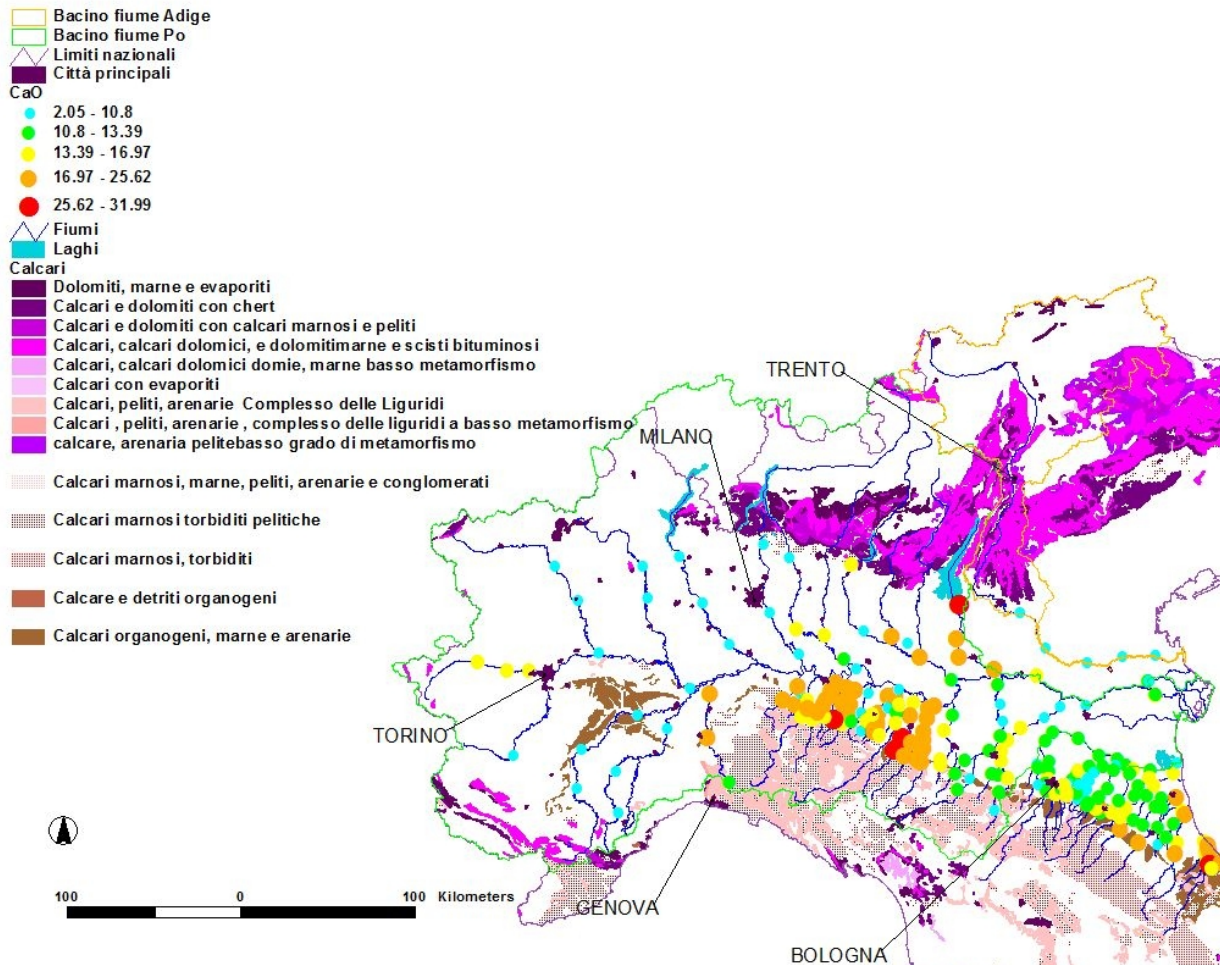 Bacino fiume Adige
Bacino fiume Po
Limiti nazionali
Città principali
CaO
2.05 - 10.8
10.8 - 13.39
13.39 - 16.97
16.97 - 25.62
25.62 - 31.99
Fiumi
Laghi
Calcari
Dolomiti, marne e evaporiti
Calcari e dolomiti con chert
Calcari e dolomiti con calcari marnosi e peliti
Calcari, calcari dolomici, e dolomitimarne e scisti bituminosi
Calcari, calcari dolomici domie, marne basso metamorfismo
Calcari con evaporiti
Calcari, peliti, arenarie Complesso delle Liguridi
Calcari , peliti, arenarie , complesso delle liguridi a basso metamorfismo
calcare, arenaria pelitebasso grado di metamorfismo
Calcari marnosi, marne, peliti, arenarie e conglomerati
Calcari marnosi torbiditi pelitiche
Calcari marnosi, torbiditi
Calcare e detriti organogeni
Calcari organogeni, marne e arenarie
TRENTO
MILANO
TORINO
GENOVA
BOLOGNA
100 0 100 Kilometers